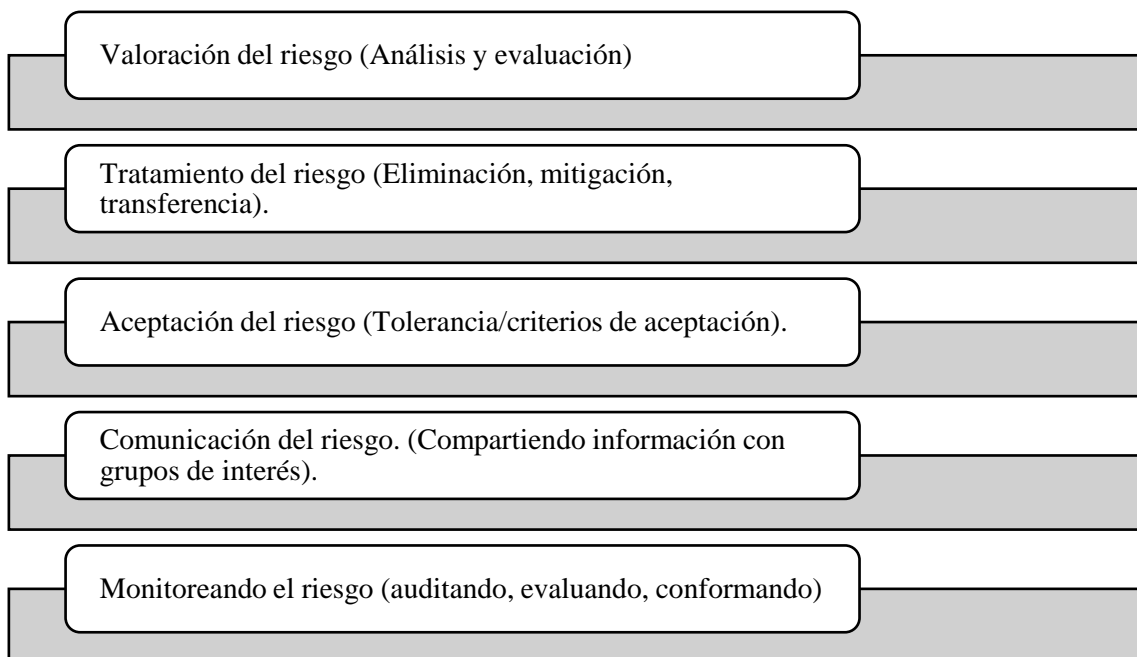 Valoración del riesgo (Análisis y evaluación)
Tratamiento del riesgo (Eliminación, mitigación,
transferencia).
Aceptación del riesgo (Tolerancia/criterios de aceptación).
Comunicación del riesgo. (Compartiendo información con
grupos de interés).
Monitoreando el riesgo (auditando, evaluando, conformando)